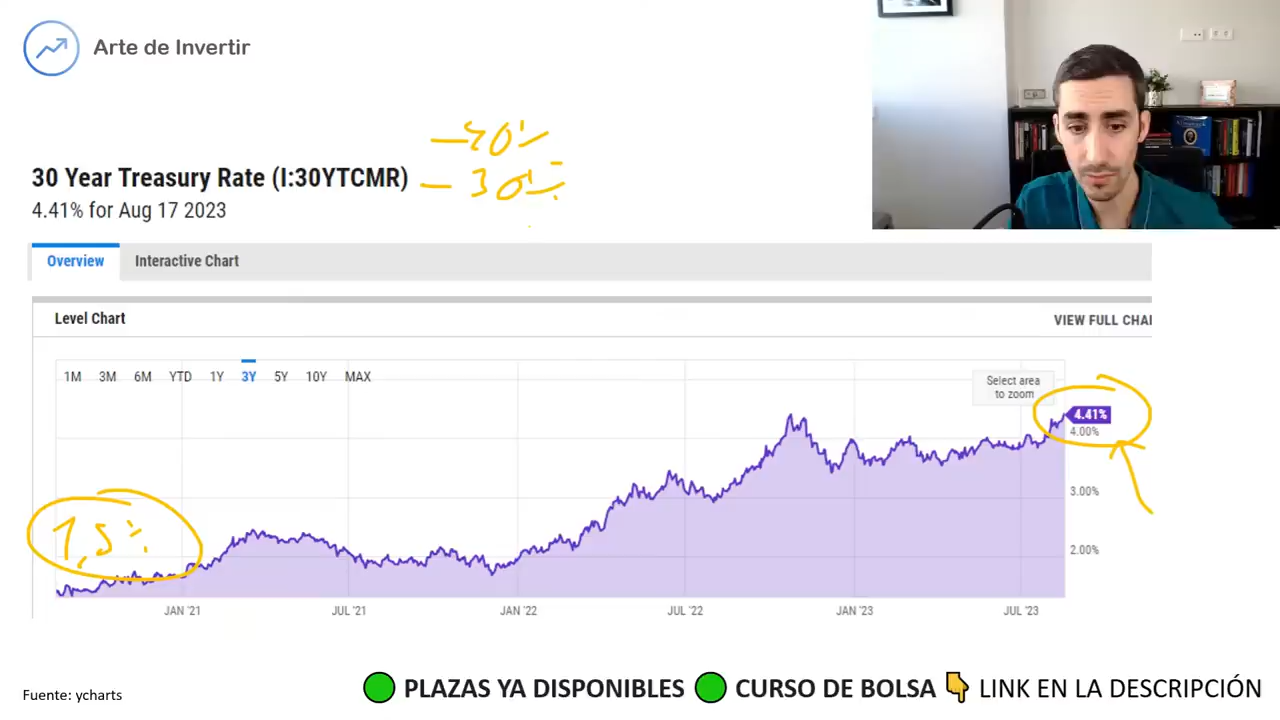 Arte de Invertir
-20%
30 Year Treasury Rate (I:30YTCMR)
-30%
4.41% for Aug 17 2023
Overview Interactive Chart
Level Chart
VIEW FULL CHA
1M 3M 6M YTD 1Y 3Y 5Y 10Y MAX
Select area
to zoom
4.41%
4.00%
3.00%
1,5%
2.00%
JAN '21 JUL '21 JAN '22 JUL '22 JAN '23 JUL '23
Fuente: ycharts
PLAZAS YA DISPONIBLES CURSO DE BOLSA LINK EN LA DESCRIPCIÓN